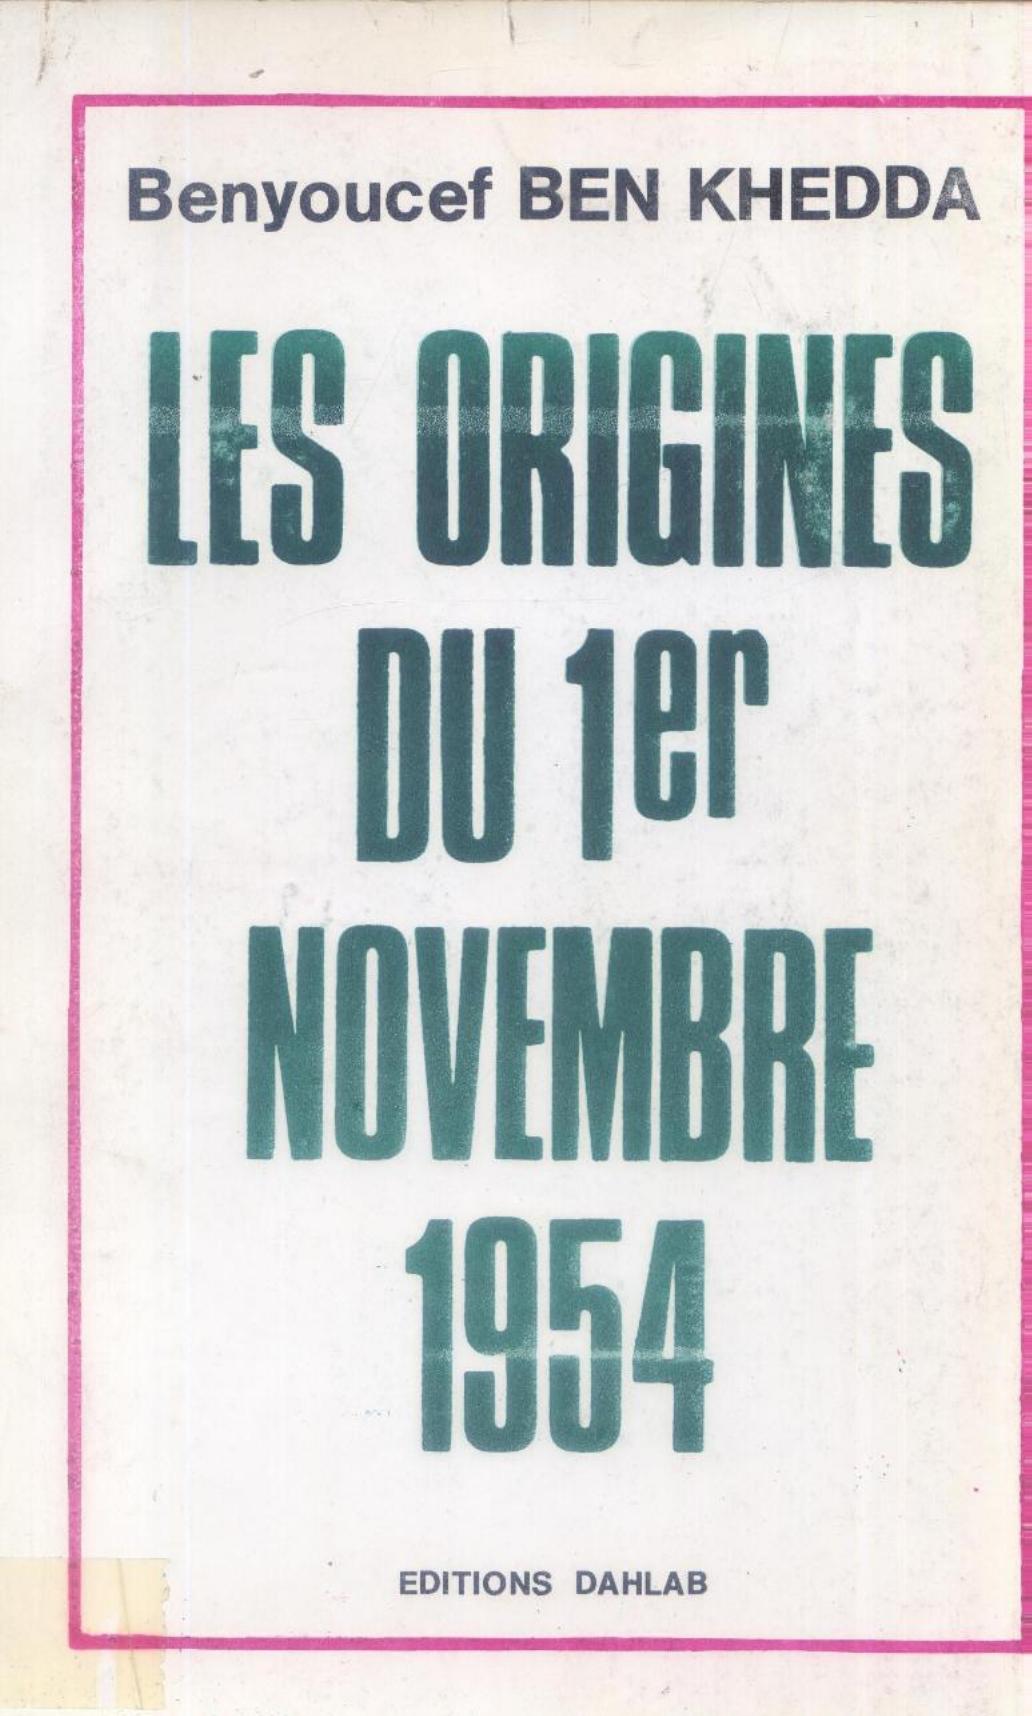 Benyoucef BEN KHEDDA
LES ORIGINES
DU 1er
NOVEMBRE
1954
EDITIONS DAHLAB